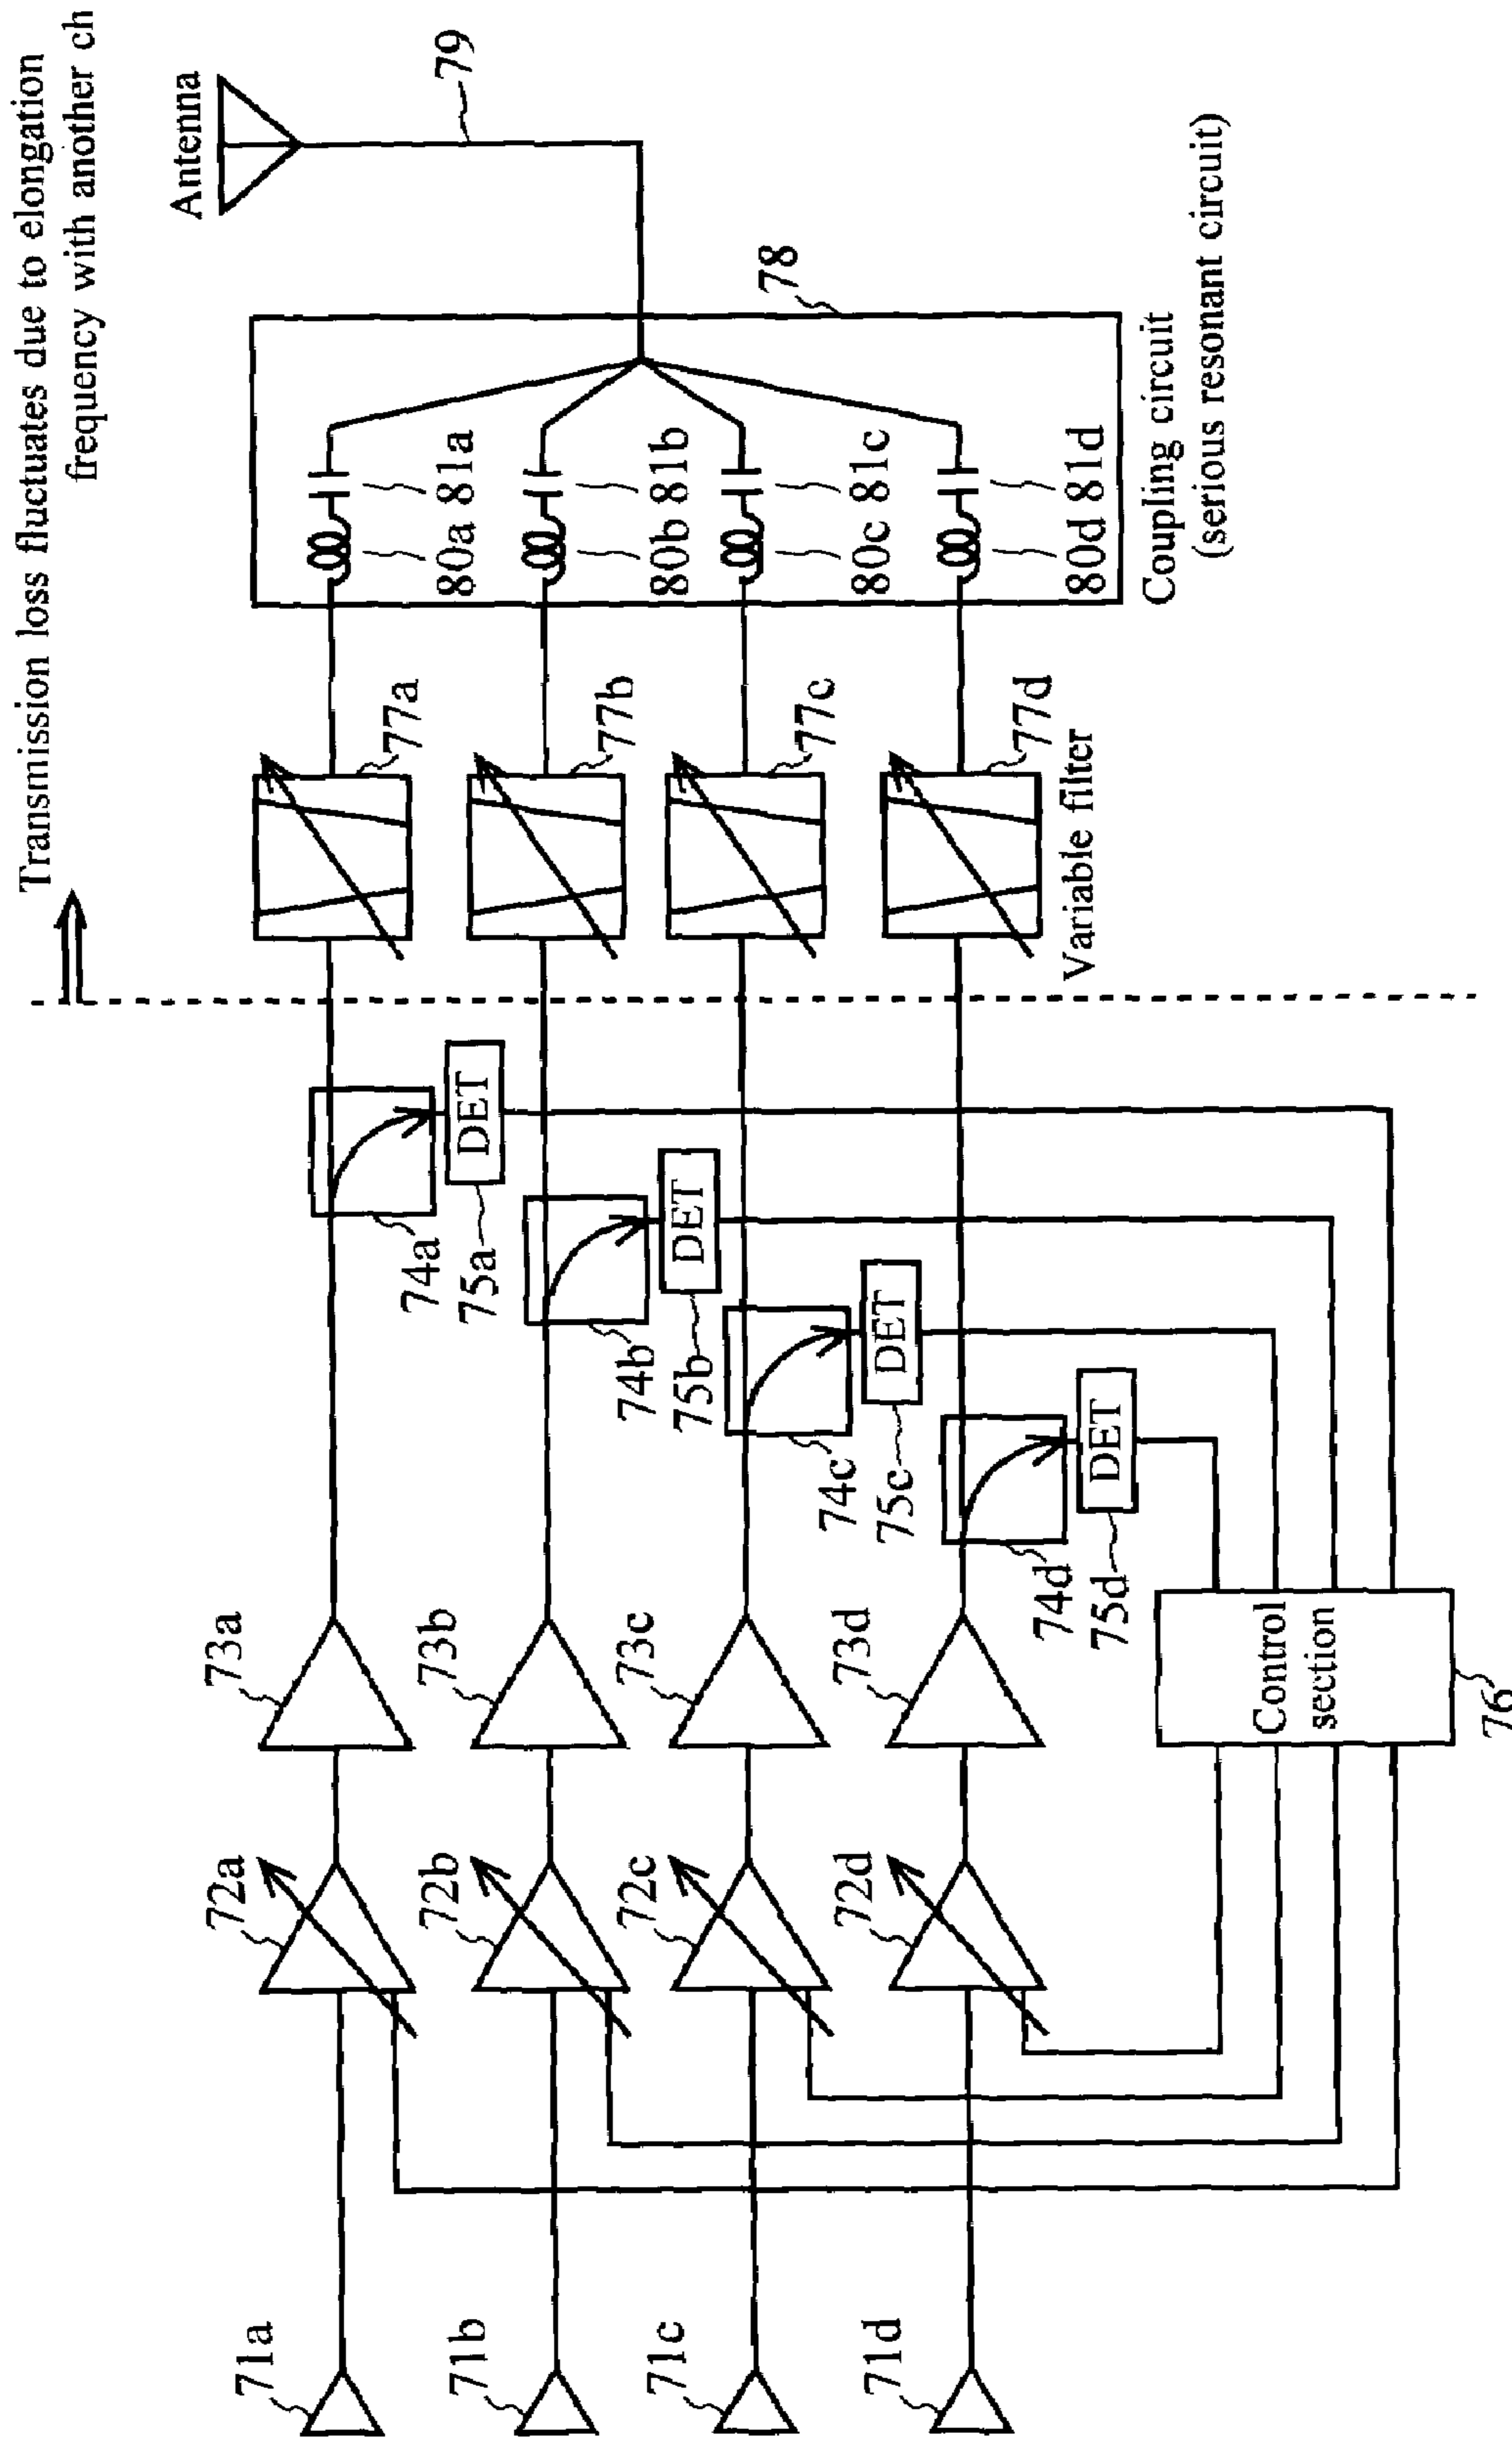 Transmission loss fluctuates due to elongation
frequency with another ch
Antenna
79
78
80a 81a
80b 81b
80c 81c
80d 81d
Coupling circuit
(serious resonant circuit)
77a
77b
77c
77d
Variable filter
74a
75a
DET
74b
75b
DET
74c
75c
DET
74d
75d
DET
73a
73b
73c
73d
72a
72b
72c
72d
Control
section
76
71a
71b
71c
71d